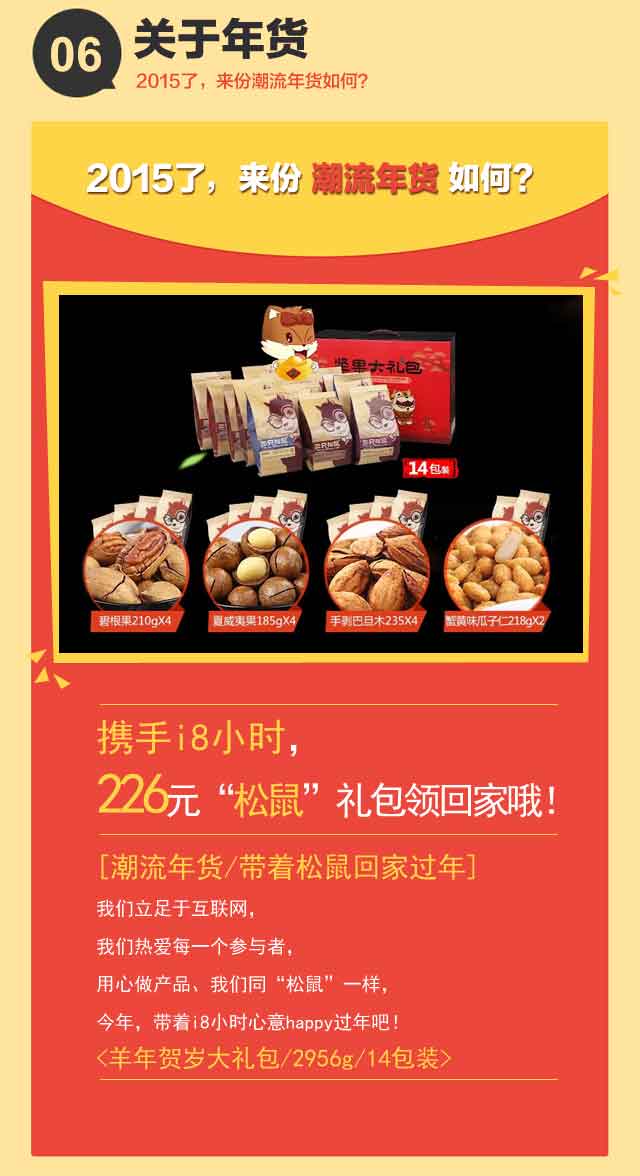 06
关于年货
2015了，来份潮流年货如何？
2015了，来份 潮流年货 如何？
坚果大礼包
三只松鼠
14包装
碧根果210gX4
夏威夷果185gX4
手剥巴旦木235X4
蟹黄味瓜子仁218gX2
携手i8小时，
226元“松鼠”礼包领回家哦！
[潮流年货/带着松鼠回家过年]
我们立足于互联网，
我们热爱每一个参与者，
用心做产品、我们同“松鼠”一样，
今年，带着i8小时心意happy过年吧！
<羊年贺岁大礼包/2956g/14包装>